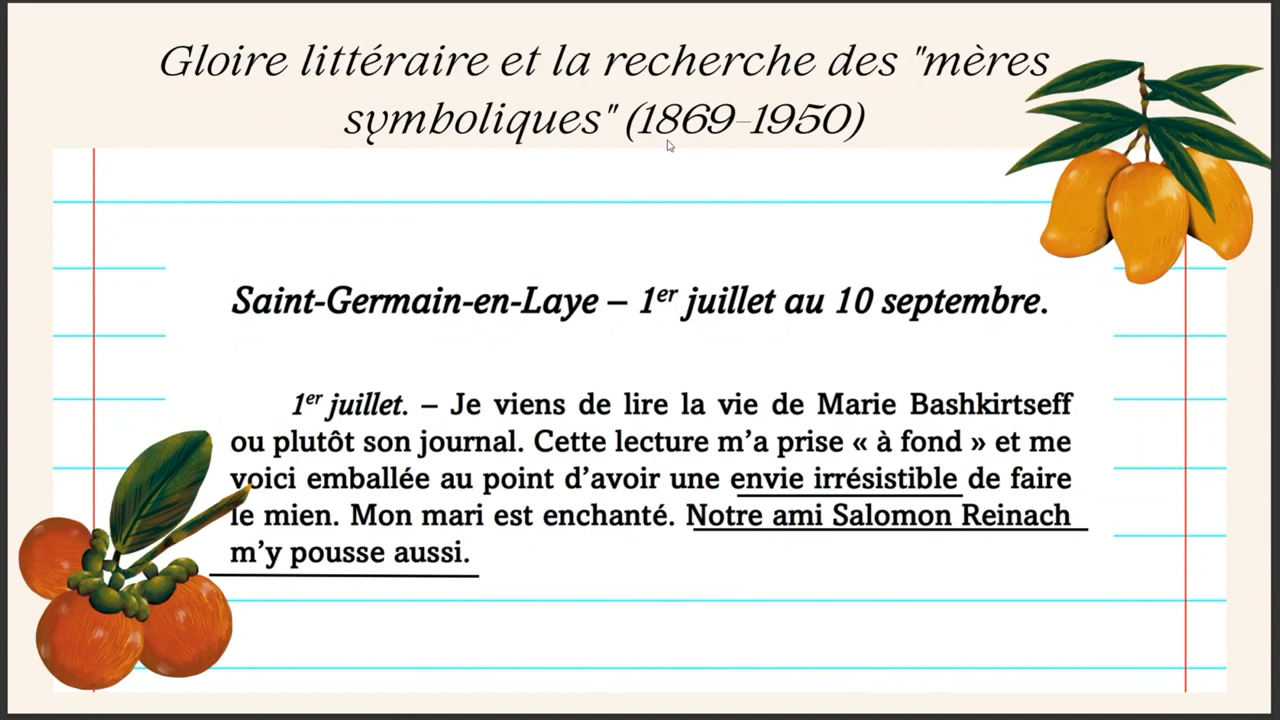 Gloire littéraire et la recherche des "mères
symboliques" (1869-1950)
Saint-Germain-en-Laye – 1er juillet au 10 septembre.
1er juillet. – Je viens de lire la vie de Marie Bashkirtseff
ou plutôt son journal. Cette lecture m’a prise « à fond » et me
voici emballée au point d’avoir une envie irrésistible de faire
le mien. Mon mari est enchanté. Notre ami Salomon Reinach
m’y pousse aussi.